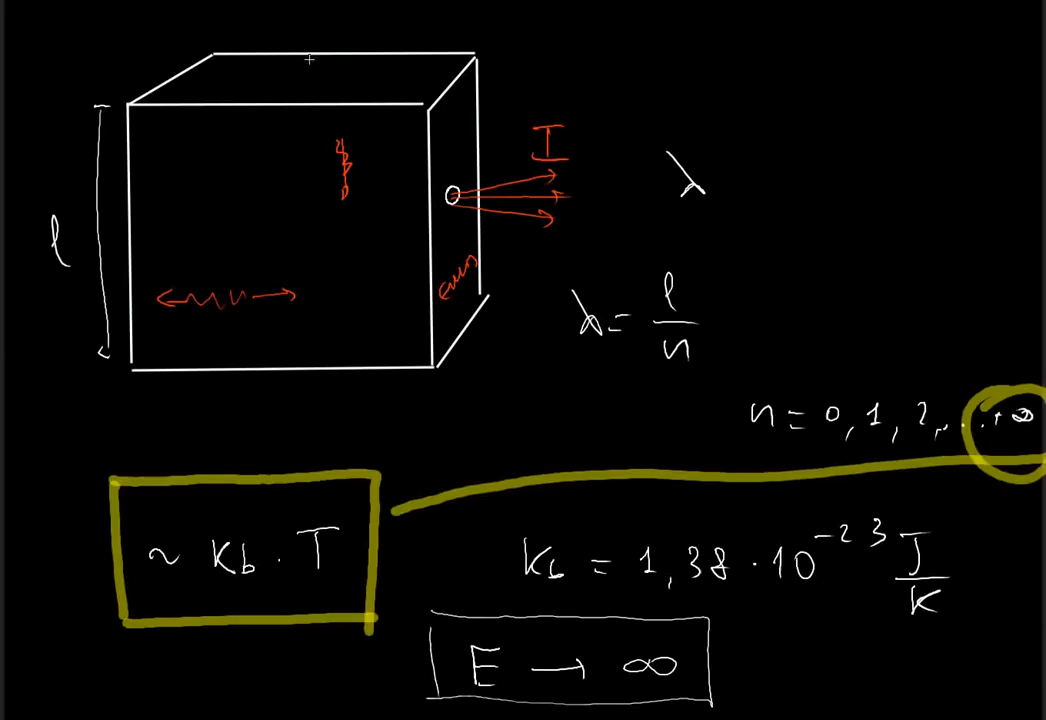 I
λ
l
λ = l/n
n = 0, 1, 2, ... +∞
~ Kb · T
Kb = 1,38 · 10^-23 J/K
E → ∞